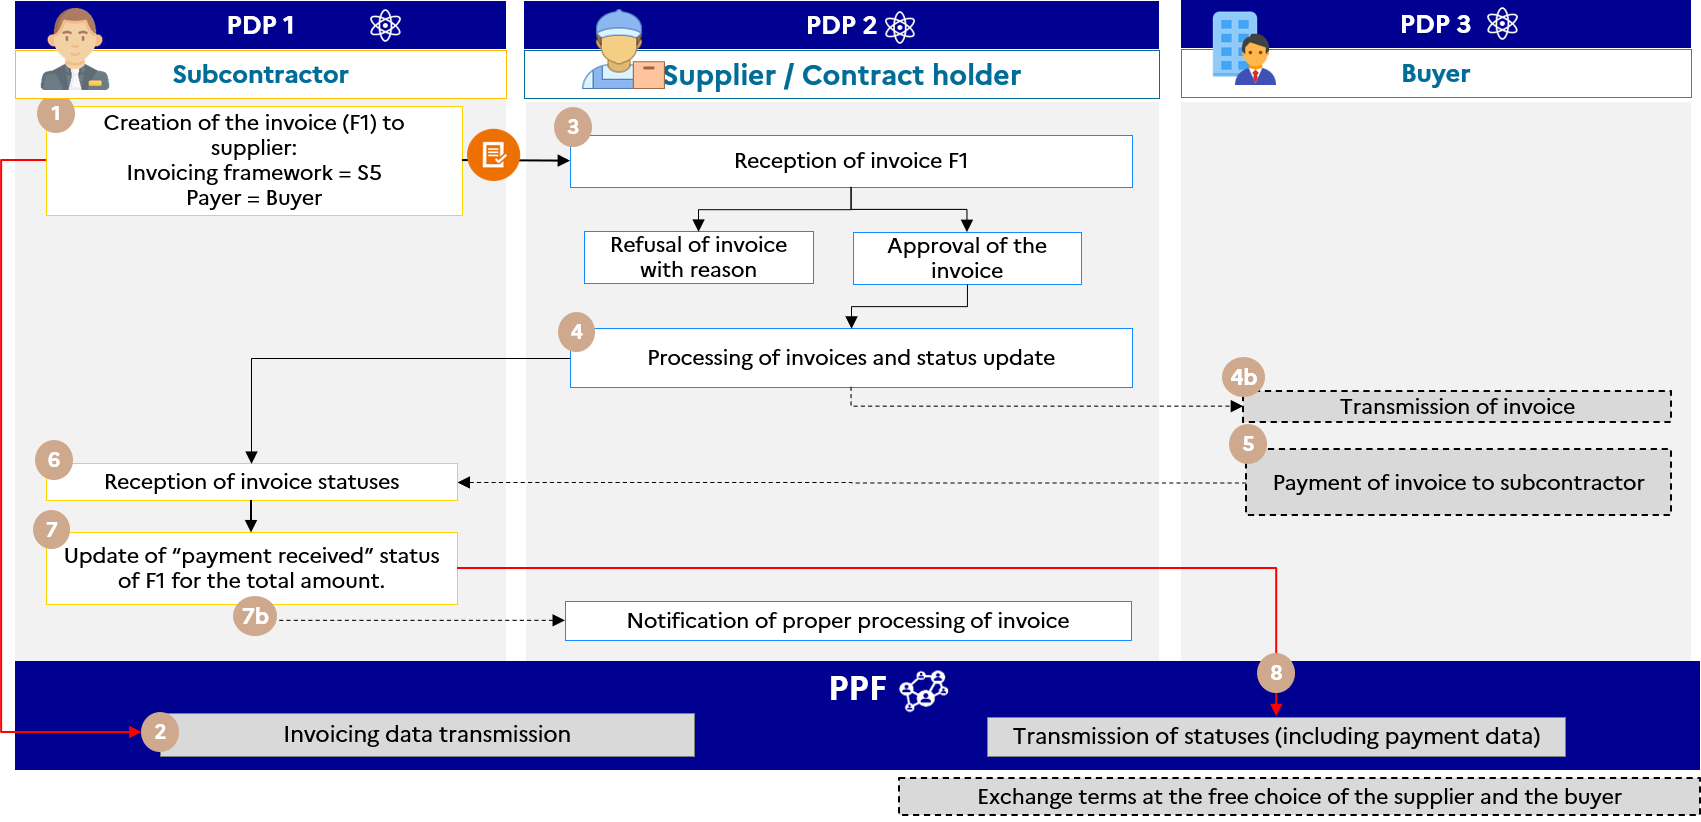 PDP 1
PDP 2
PDP 3
Subcontractor
Supplier / Contract holder
Buyer
1
Creation of the invoice (F1) to
supplier:
Invoicing framework = S5
Payer = Buyer
3
Reception of invoice F1
Refusal of invoice
with reason
Approval of the
invoice
4
Processing of invoices and status update
4b
Transmission of invoice
5
Payment of invoice to subcontractor
6
Reception of invoice statuses
7
Update of “payment received” status
of F1 for the total amount.
7b
Notification of proper processing of invoice
PPF
8
2
Invoicing data transmission
Transmission of statuses (including payment data)
Exchange terms at the free choice of the supplier and the buyer